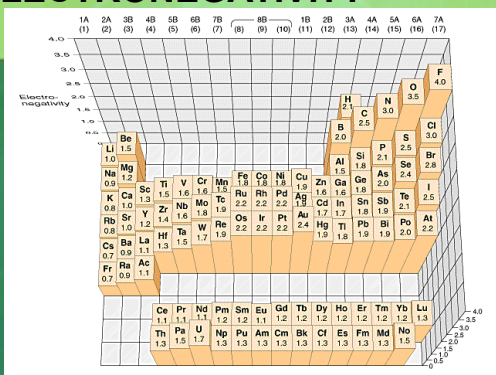 ELECTRONEGATIVITY
1A 2A 3B 4B 5B 6B 7B 8B 1B 2B 3A 4A 5A 6A 7A
(1) (2) (3) (4) (5) (6) (7) (8) (9) (10) (11) (12) (13) (14) (15) (16) (17)
4.0
3.5
3.0
2.5
2.0
1.5
1.0
Electro-
negativity
H 2.1
B 2.0 C 2.5 N 3.0 O 3.5 F 4.0
Li 1.0 Be 1.5 Al 1.5 Si 1.8 P 2.1 S 2.5 Cl 3.0
Na 0.9 Mg 1.2
K 0.8 Ca 1.0 Sc 1.3 Ti 1.5 V 1.6 Cr 1.6 Mn 1.5 Fe 1.8 Co 1.8 Ni 1.8 Cu 1.9 Zn 1.6 Ga 1.6 Ge 1.8 As 2.0 Se 2.4 Br 2.8
Rb 0.8 Sr 1.0 Y 1.2 Zr 1.4 Nb 1.6 Mo 1.8 Tc 1.9 Ru 2.2 Rh 2.2 Pd 2.2 Ag 1.9 Cd 1.7 In 1.7 Sn 1.8 Sb 1.9 Te 2.1 I 2.5
Cs 0.7 Ba 0.9 La 1.1 Hf 1.3 Ta 1.5 W 1.7 Re 1.9 Os 2.2 Ir 2.2 Pt 2.2 Au 2.4 Hg 1.9 Tl 1.8 Pb 1.9 Bi 1.9 Po 2.0 At 2.2
Fr 0.7 Ra 0.9 Ac 1.1
Ce 1.1 Pr 1.1 Nd 1.1 Pm 1.2 Sm 1.2 Eu 1.1 Gd 1.2 Tb 1.2 Dy 1.2 Ho 1.2 Er 1.2 Tm 1.2 Yb 1.2 Lu 1.3
Th 1.3 Pa 1.5 U 1.7 Np 1.3 Pu 1.3 Am 1.3 Cm 1.3 Bk 1.3 Cf 1.3 Es 1.3 Fm 1.3 Md 1.3 No 1.5
4.0
3.5
3.0
2.5
2.0
1.5
1.0
0.5
0